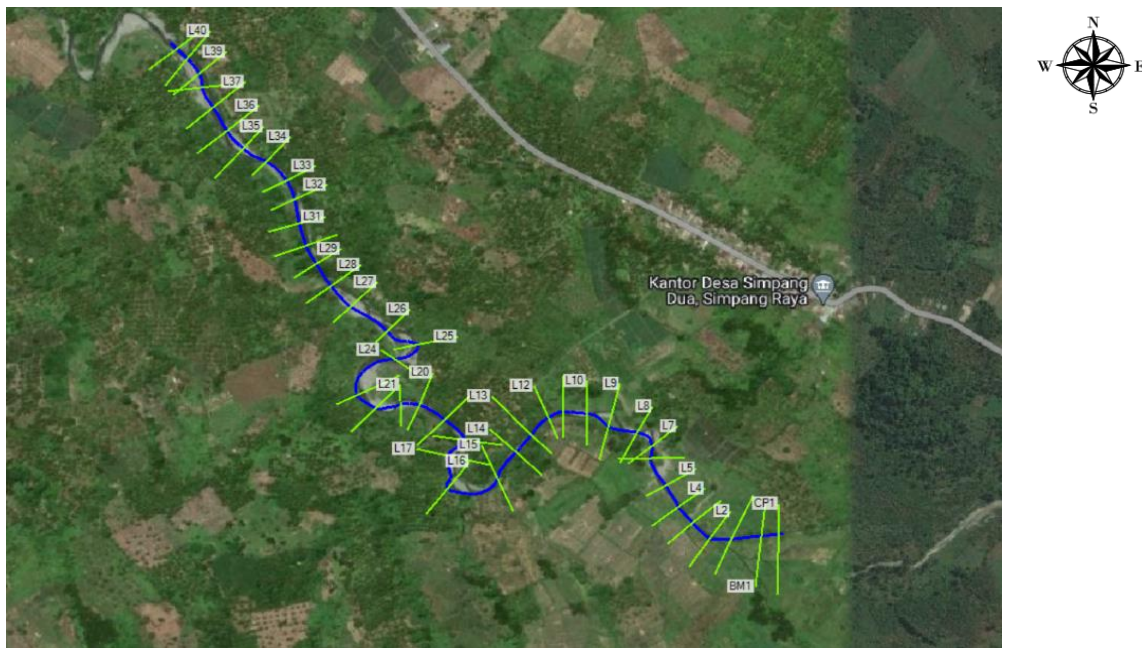 N
W E
S
L40
L39
L37
L36
L35
L34
L33
L32
L31
L29
L28
L27
L26
L25
L24
L20
L21
L13
L12
L10
L9
L8
L7
L14
L15
L17
L16
L5
L4
L2
CP1
BM1
Kantor Desa Simpang
Dua, Simpang Raya